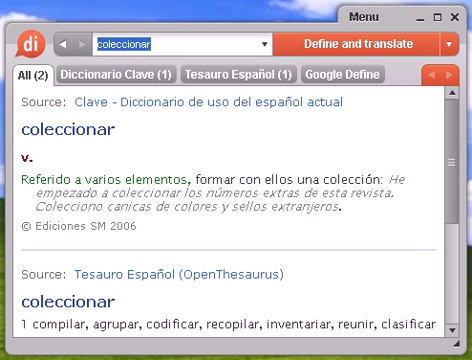 Menu
di
coleccionar
Define and translate
All (2)
Diccionario Clave (1)
Tesauro Español (1)
Google Define
Source: Clave - Diccionario de uso del español actual
coleccionar
v.
Referido a varios elementos, formar con ellos una colección: He
empezado a coleccionar los números extras de esta revista.
Colecciono canicas de colores y sellos extranjeros.
© Ediciones SM 2006
Source: Tesauro Español (OpenThesaurus)
coleccionar
1 compilar, agrupar, codificar, recopilar, inventariar, reunir, clasificar